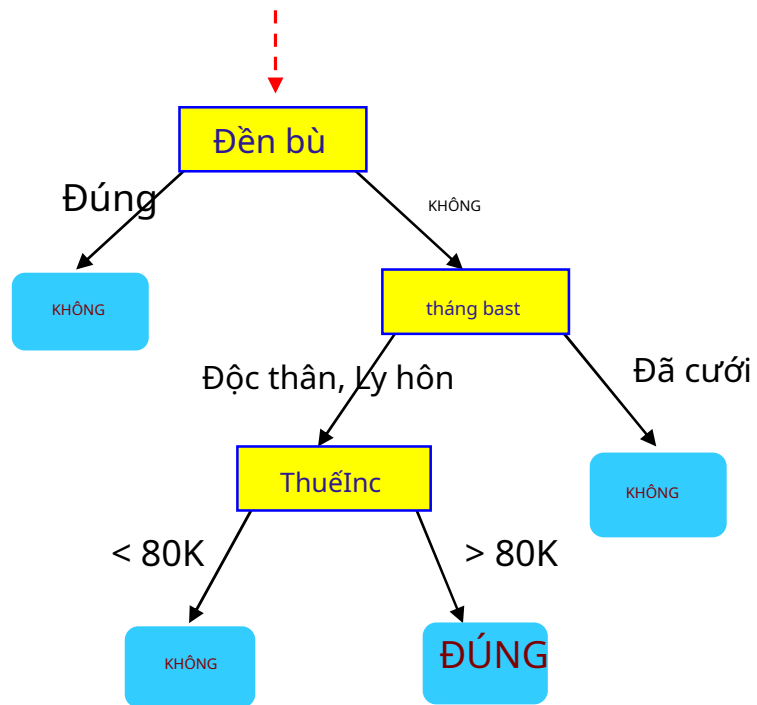 Đền bù
Đúng
KHÔNG
KHÔNG
tháng bast
Độc thân, Ly hôn
Đã cưới
ThuếInc
KHÔNG
< 80K
> 80K
KHÔNG
ĐÚNG